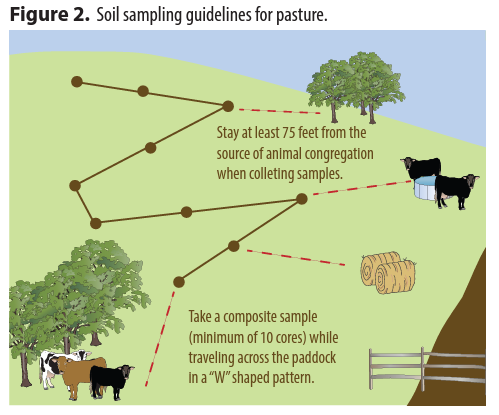 Figure 2. Soil sampling guidelines for pasture.
Stay at least 75 feet from the
source of animal congregation
when colleting samples.
Take a composite sample
(minimum of 10 cores) while
traveling across the paddock
in a "W" shaped pattern.